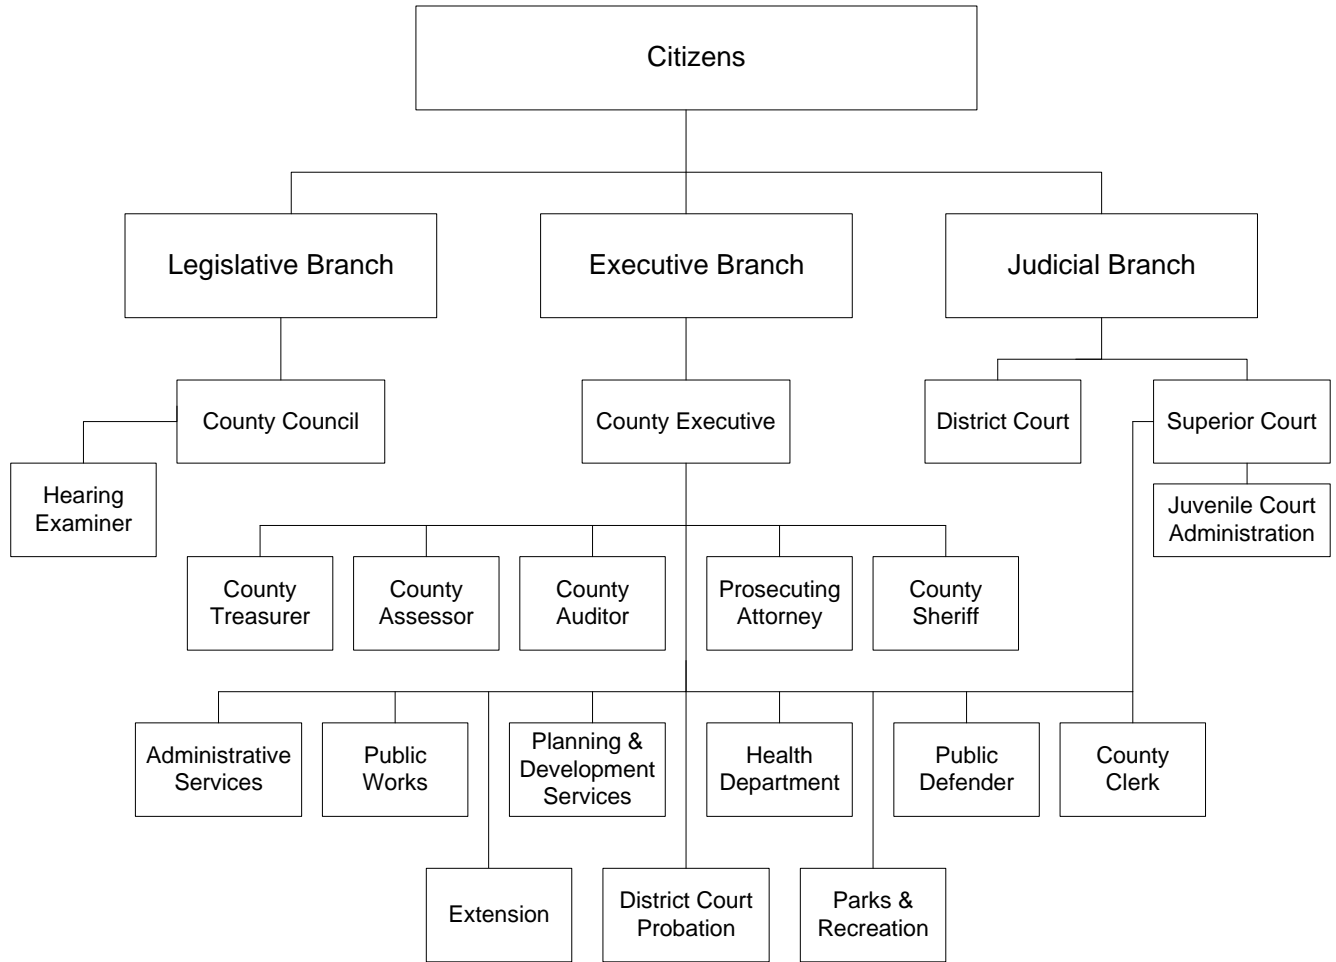 Citizens
Legislative Branch
Executive Branch
Judicial Branch
County Council
County Executive
District Court
Superior Court
Hearing
Examiner
Juvenile Court
Administration
County
Treasurer
County
Assessor
County
Auditor
Prosecuting
Attorney
County
Sheriff
Administrative
Services
Public
Works
Planning &
Development
Services
Health
Department
Public
Defender
County
Clerk
Extension
District Court
Probation
Parks &
Recreation